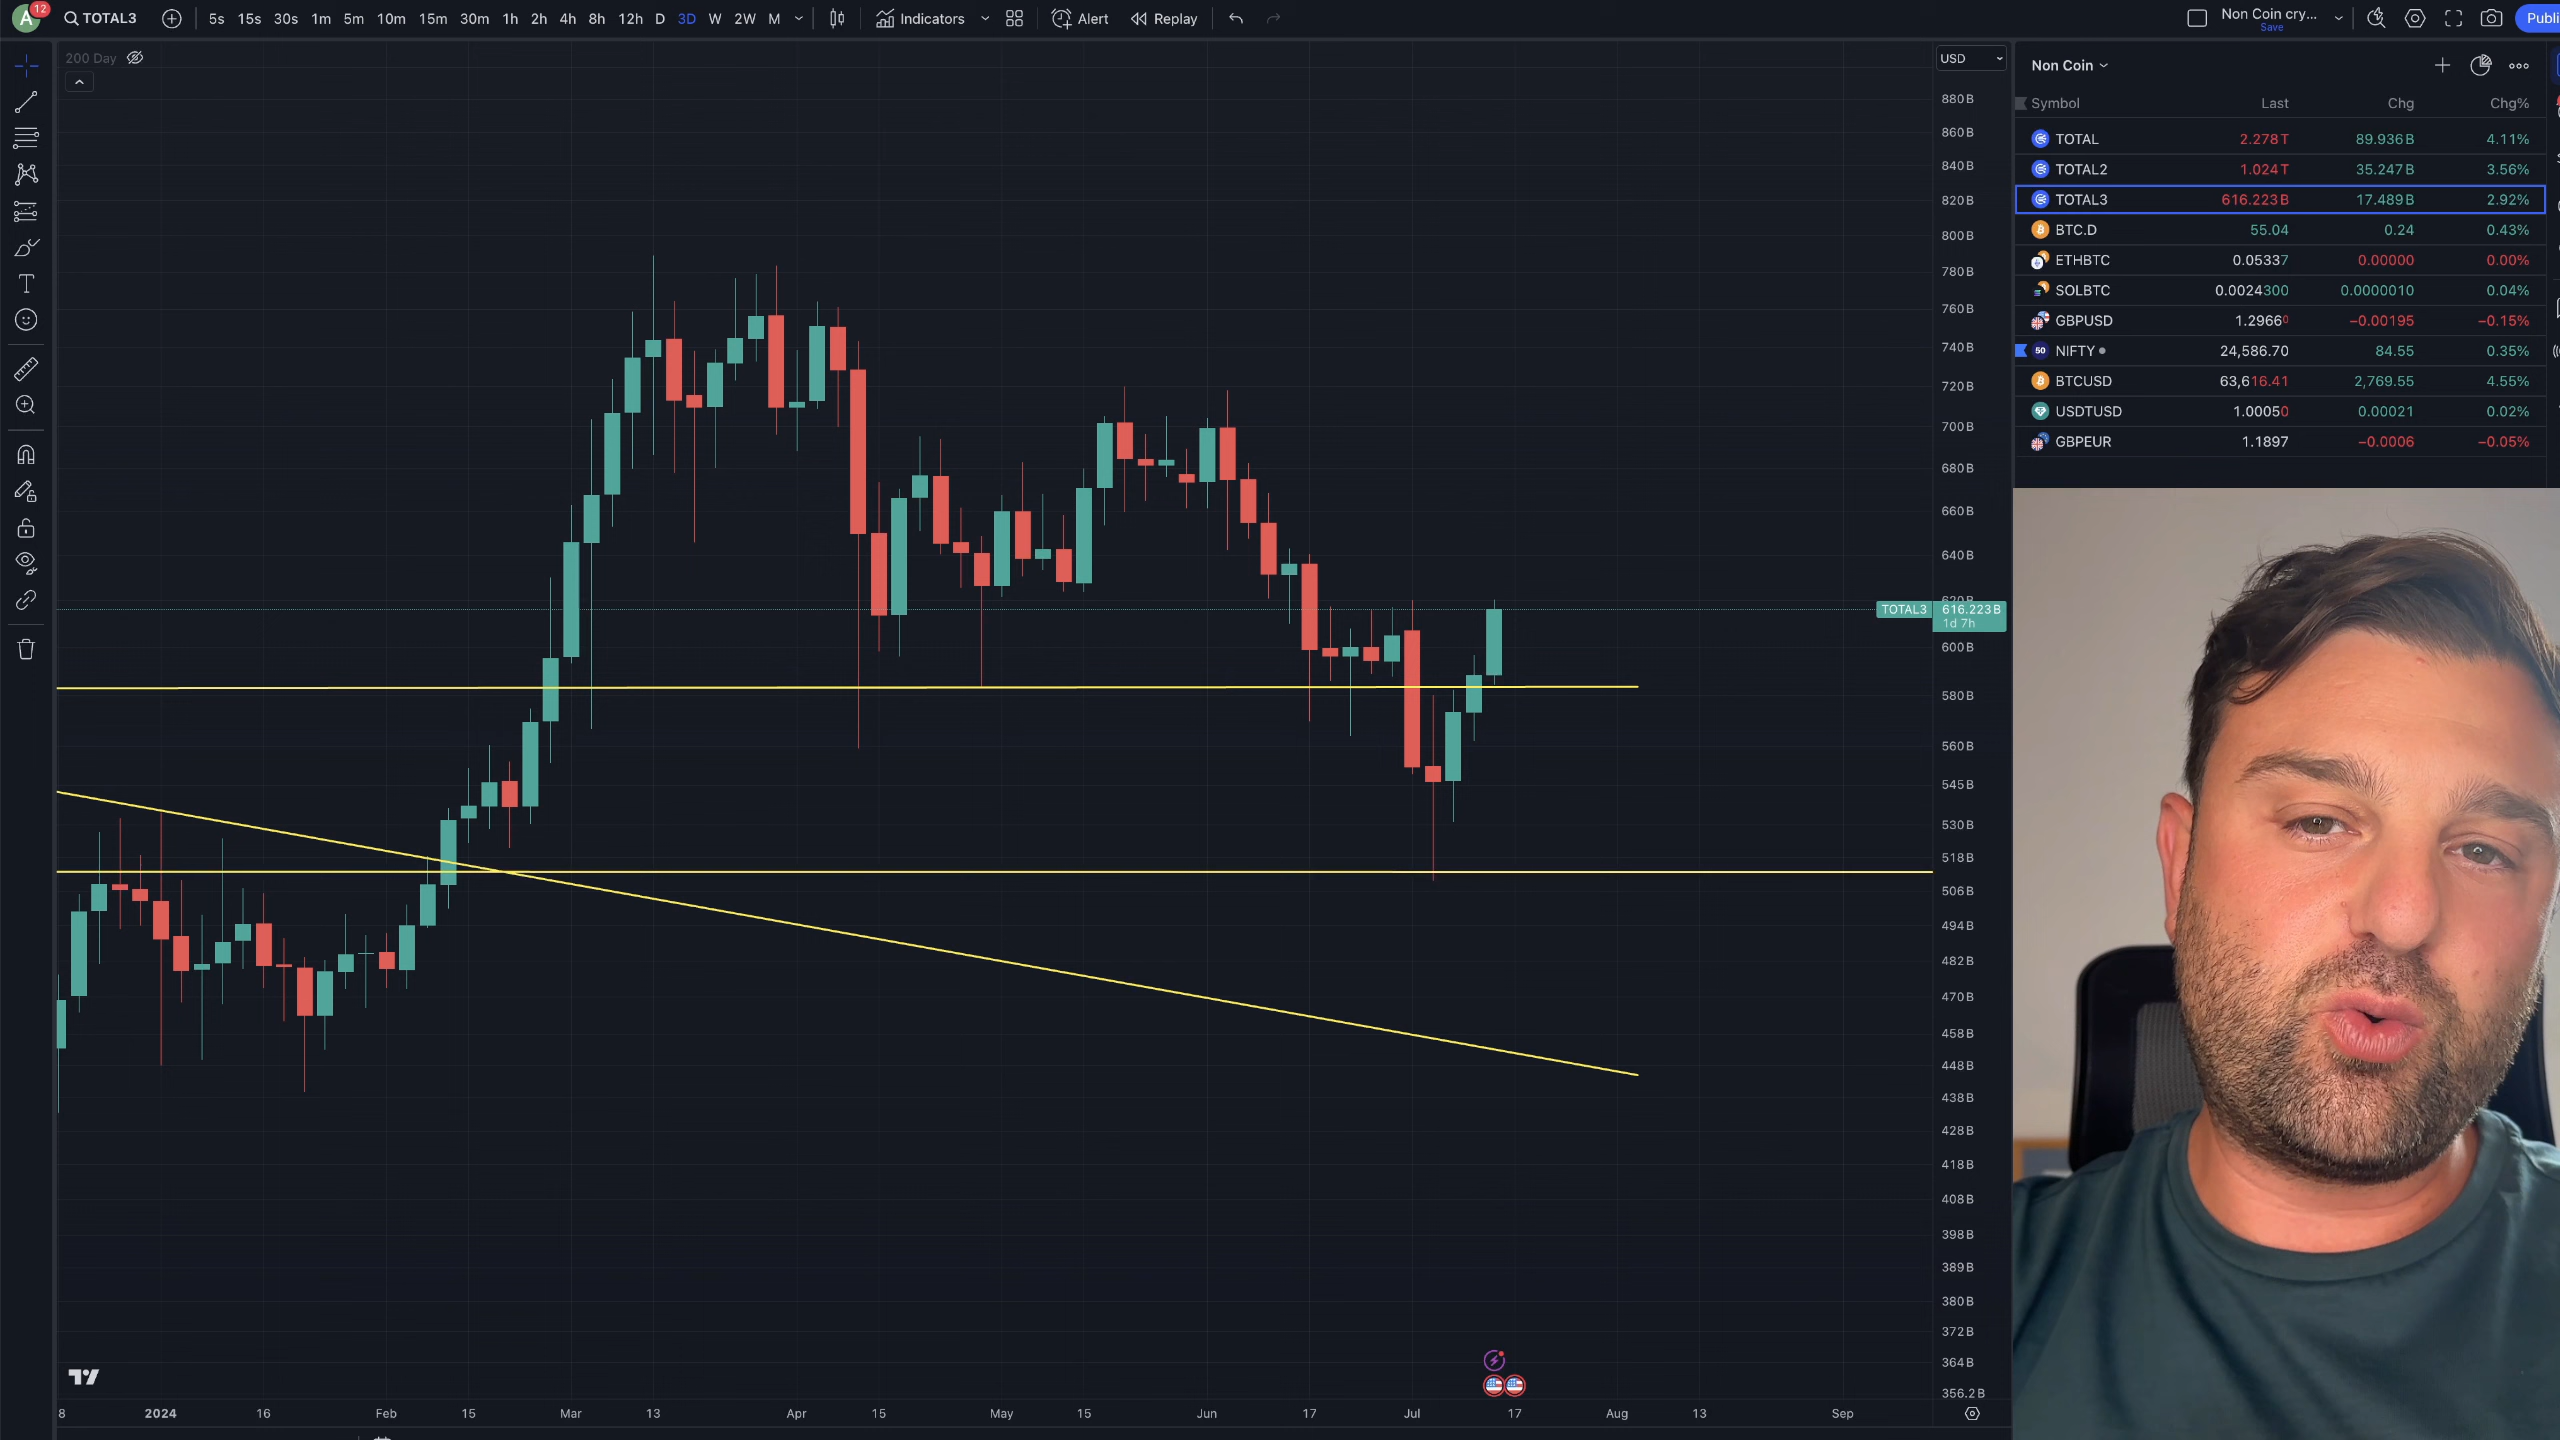 A 12 TOTAL3 5s 15s 30s 1m 5m 10m 15m 30m 1h 2h 4h 8h 12h D 3D W 2W M Indicators Alert Replay Non Coin cry... Publi
Save
200 Day
USD
Non Coin
Symbol Last Chg Chg%
TOTAL 2.278T 89.936B 4.11%
TOTAL2 1.024T 35.247B 3.56%
TOTAL3 616.223B 17.489B 2.92%
BTC.D 55.04 0.24 0.43%
ETHBTC 0.05337 0.00000 0.00%
SOLBTC 0.0024300 0.0000010 0.04%
GBPUSD 1.29660 −0.00195 −0.15%
50 NIFTY 24,586.70 84.55 0.35%
BTCUSD 63,616.41 2,769.55 4.55%
USDTUSD 1.00050 0.00021 0.02%
GBPEUR 1.1897 −0.0006 −0.05%
880B
860B
840B
820B
800B
780B
760B
740B
720B
700B
680B
660B
640B
620B
TOTAL3 616.223B
1d 7h
600B
580B
560B
545B
530B
518B
506B
494B
482B
470B
458B
448B
438B
428B
418B
408B
398B
389B
380B
372B
364B
356.2B
8 2024 16 Feb 15 Mar 13 Apr 15 May 15 Jun 17 Jul 17 Aug 13 Sep